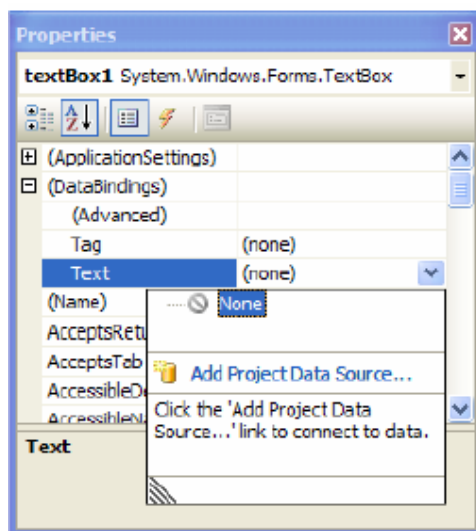 Properties
textBox1 System.Windows.Forms.TextBox
(ApplicationSettings)
(DataBindings)
(Advanced)
Tag (none)
Text (none)
(Name)
None
AcceptsRetu
AcceptsTab
Add Project Data Source...
AccessibleDe
Click the 'Add Project Data
Source...' link to connect to data.
AccessibleNa
Text